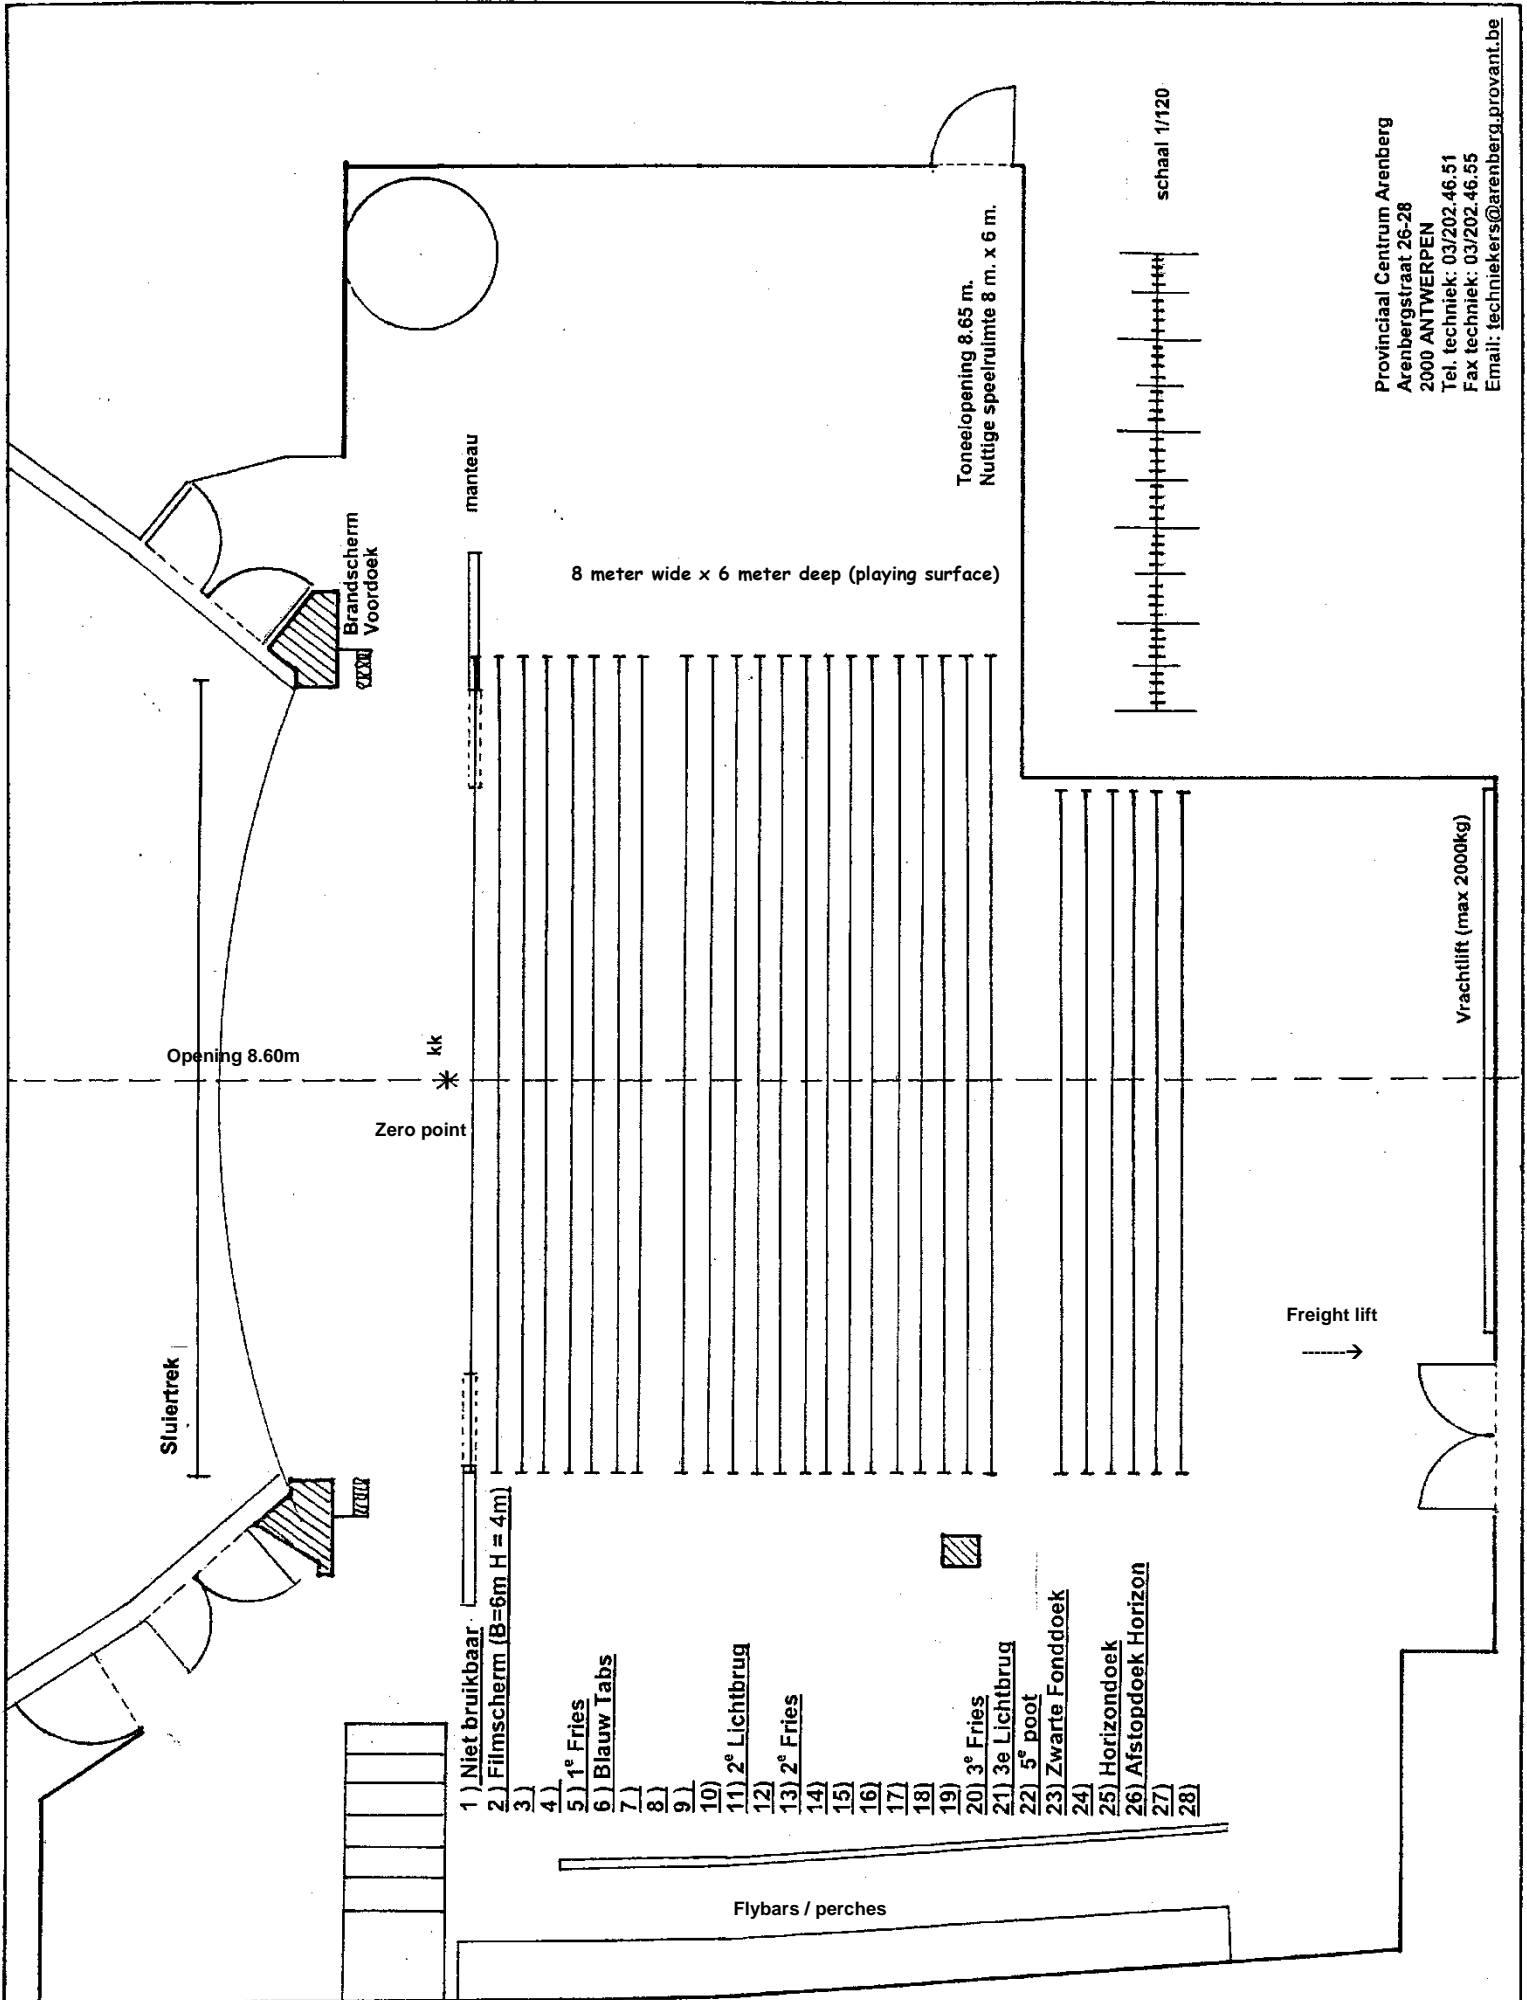 Sluiertrek
Opening 8.60m
Brandscherm
Voordoek
manteau
kk
Zero point
8 meter wide x 6 meter deep (playing surface)
Toneelopening 8.65 m.
Nuttige speelruimte 8 m. x 6 m.
schaal 1/120
1 ) Niet bruikbaar
2 ) Filmscherm (B=6m H = 4m)
3 )
4 )
5 ) 1e Fries
6 ) Blauw Tabs
7 )
8 )
9 )
10)
11) 2e Lichtbrug
12)
13) 2e Fries
14)
15)
16)
17)
18)
19)
20) 3e Fries
21) 3e Lichtbrug
22) 5e poot
23) Zwarte Fonddoek
24)
25) Horizondoek
26) Afstopdoek Horizon
27)
28)
Flybars / perches
Freight lift
-------→
Vrachtlift (max 2000kg)
Provinciaal Centrum Arenberg
Arenbergstraat 26-28
2000 ANTWERPEN
Tel. techniek: 03/202.46.51
Fax techniek: 03/202.46.55
Email: techniekers@arenberg.provant.be